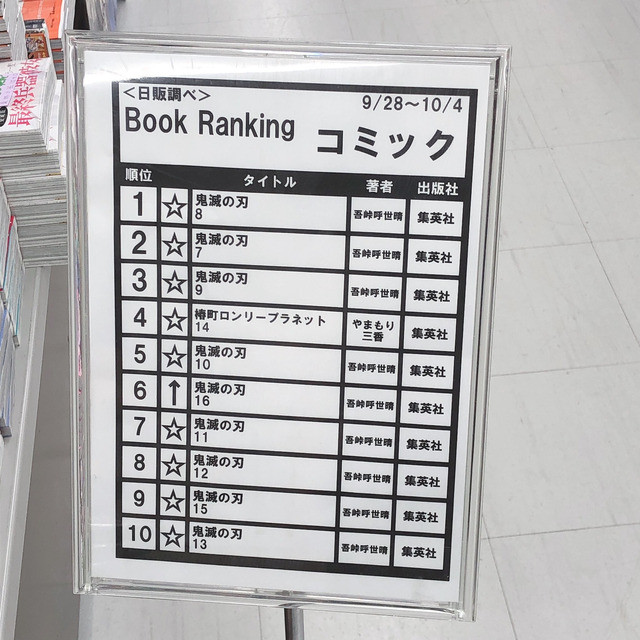 <日販調べ>
9/28～10/4
Book Ranking コミック
順位 タイトル 著者 出版社
1 ☆ 鬼滅の刃 8 吾峠呼世晴 集英社
2 ☆ 鬼滅の刃 7 吾峠呼世晴 集英社
3 ☆ 鬼滅の刃 9 吾峠呼世晴 集英社
4 ☆ 椿町ロンリープラネット 14 やまもり三香 集英社
5 ☆ 鬼滅の刃 10 吾峠呼世晴 集英社
6 ↑ 鬼滅の刃 16 吾峠呼世晴 集英社
7 ☆ 鬼滅の刃 11 吾峠呼世晴 集英社
8 ☆ 鬼滅の刃 12 吾峠呼世晴 集英社
9 ☆ 鬼滅の刃 15 吾峠呼世晴 集英社
10 ☆ 鬼滅の刃 13 吾峠呼世晴 集英社